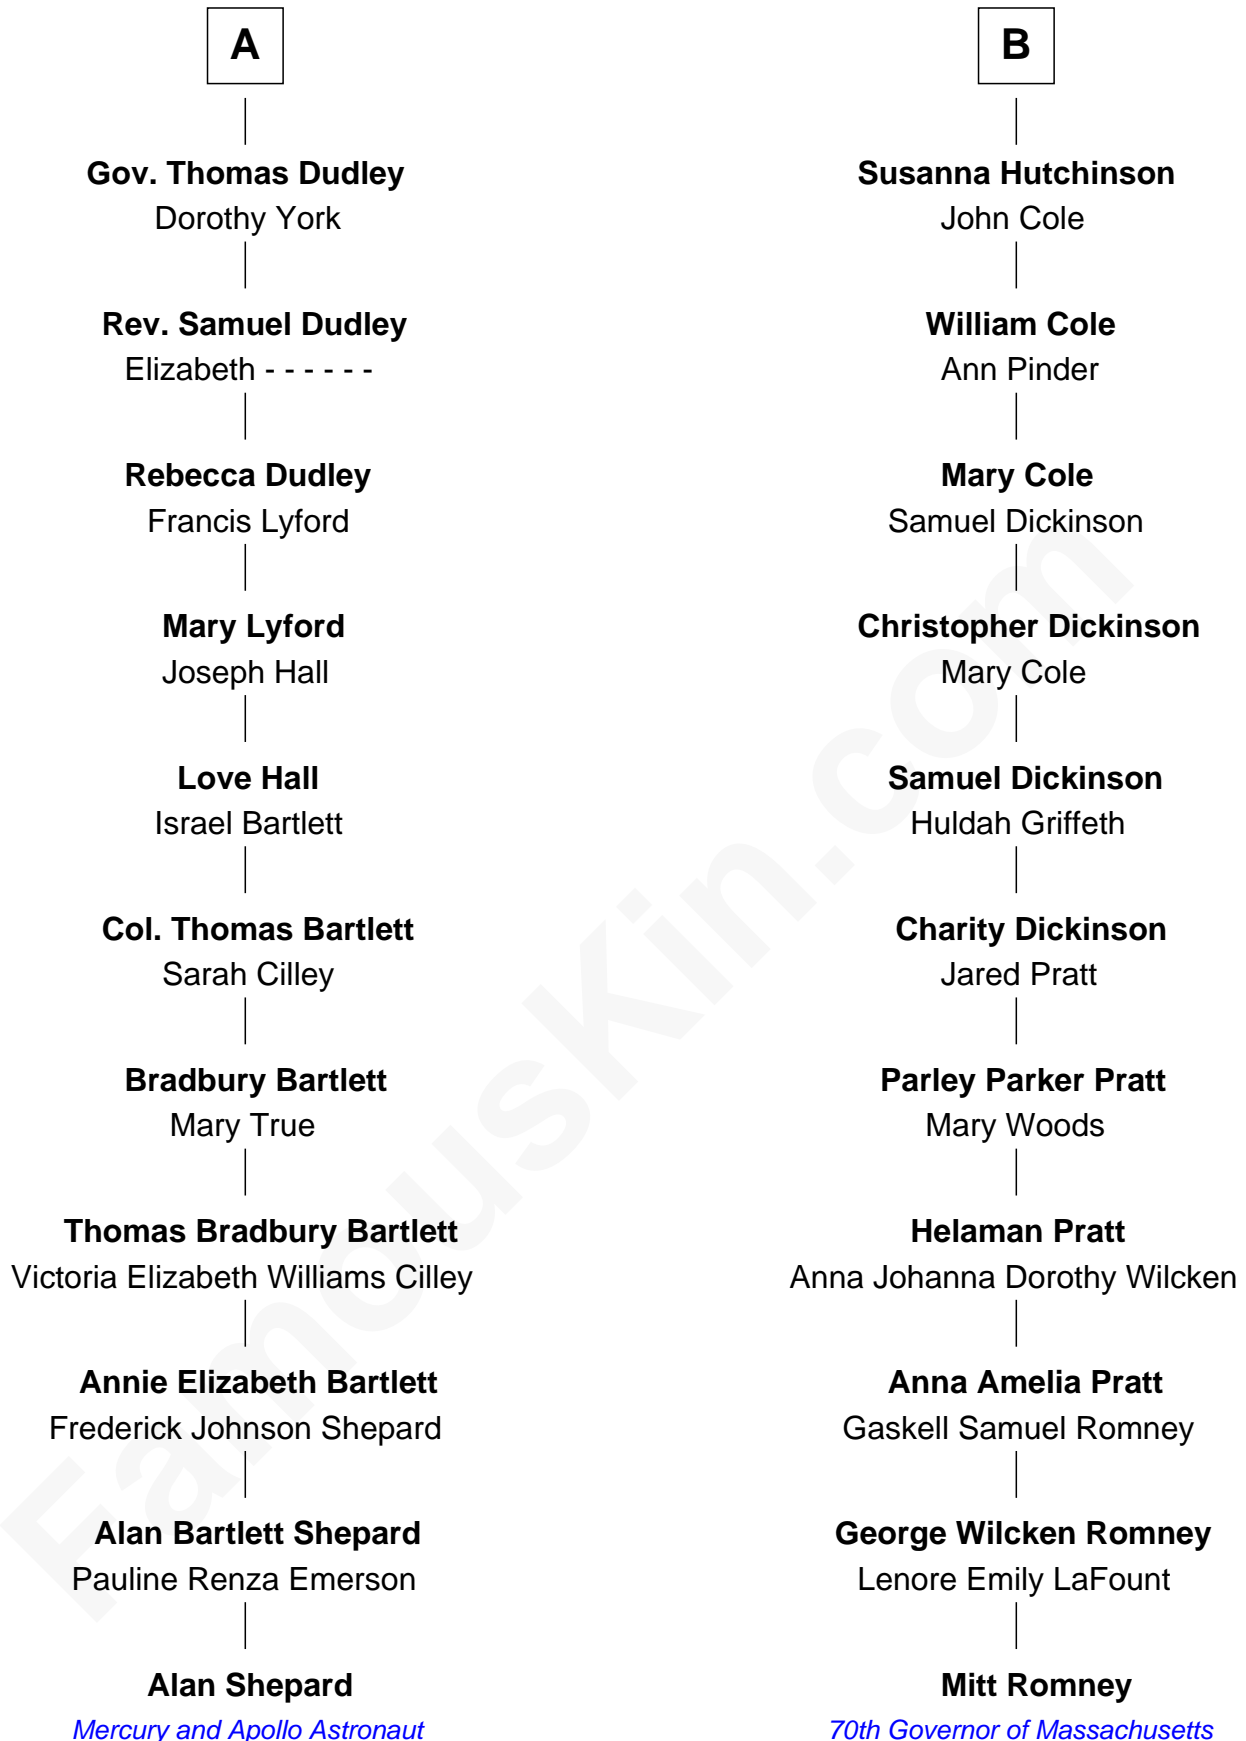 A
Gov. Thomas Dudley
Dorothy York
Rev. Samuel Dudley
Elizabeth - - - - - -
Rebecca Dudley
Francis Lyford
Mary Lyford
Joseph Hall
Love Hall
Israel Bartlett
Col. Thomas Bartlett
Sarah Cilley
Bradbury Bartlett
Mary True
Thomas Bradbury Bartlett
Victoria Elizabeth Williams Cilley
Annie Elizabeth Bartlett
Frederick Johnson Shepard
Alan Bartlett Shepard
Pauline Renza Emerson
Alan Shepard
Mercury and Apollo Astronaut
B
Susanna Hutchinson
John Cole
William Cole
Ann Pinder
Mary Cole
Samuel Dickinson
Christopher Dickinson
Mary Cole
Samuel Dickinson
Huldah Griffeth
Charity Dickinson
Jared Pratt
Parley Parker Pratt
Mary Woods
Helaman Pratt
Anna Johanna Dorothy Wilcken
Anna Amelia Pratt
Gaskell Samuel Romney
George Wilcken Romney
Lenore Emily LaFount
Mitt Romney
70th Governor of Massachusetts
FamousKin.com